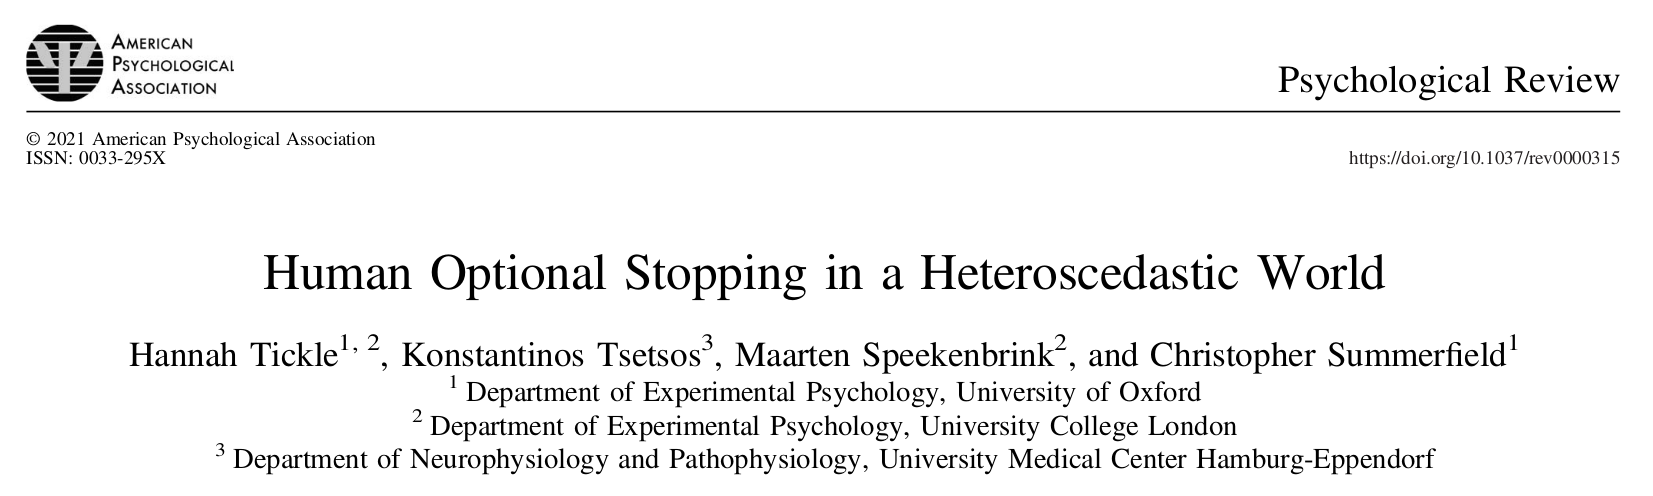 AMERICAN
PSYCHOLOGICAL
ASSOCIATION
Psychological Review
© 2021 American Psychological Association
ISSN: 0033-295X
https://doi.org/10.1037/rev0000315
Human Optional Stopping in a Heteroscedastic World
Hannah Tickle1, 2, Konstantinos Tsetsos3, Maarten Speekenbrink2, and Christopher Summerfield1
1 Department of Experimental Psychology, University of Oxford
2 Department of Experimental Psychology, University College London
3 Department of Neurophysiology and Pathophysiology, University Medical Center Hamburg-Eppendorf